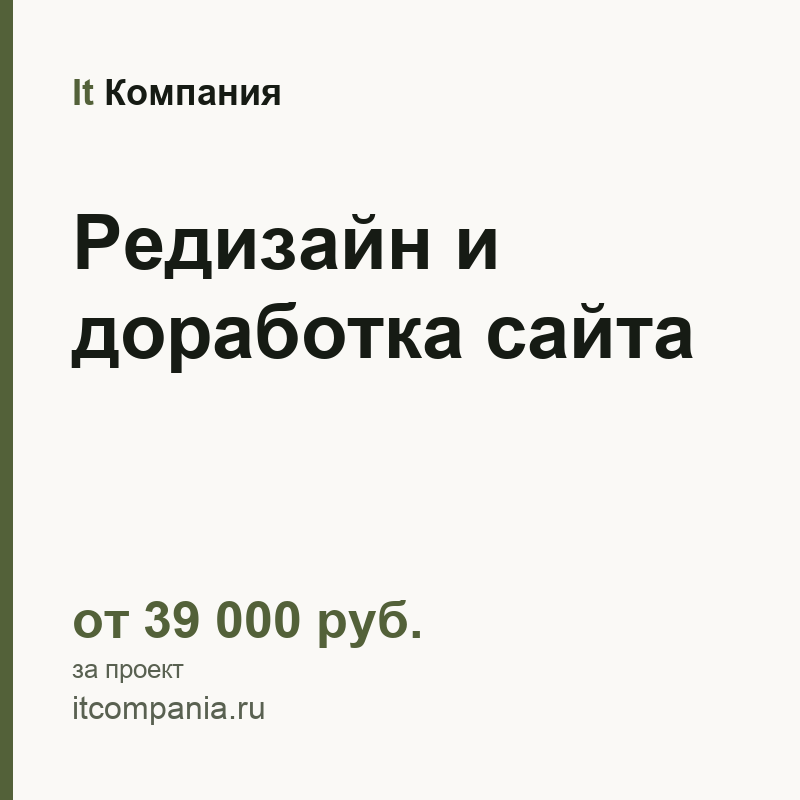 It Компания
Редизайн и
доработка сайта
от 39 000 руб.
за проект
itcompania.ru